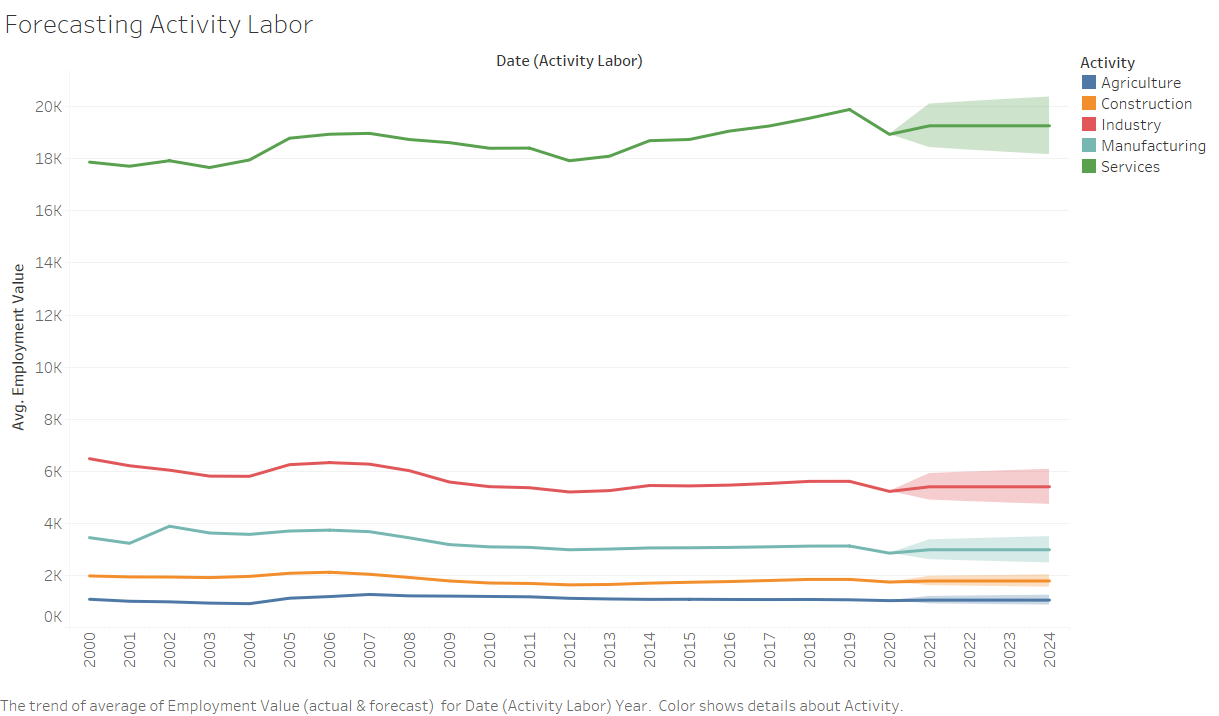 Forecasting Activity Labor
Date (Activity Labor)
Activity
Agriculture
Construction
Industry
Manufacturing
Services
Avg. Employment Value
20K
18K
16K
14K
12K
10K
8K
6K
4K
2K
0K
2000
2001
2002
2003
2004
2005
2006
2007
2008
2009
2010
2011
2012
2013
2014
2015
2016
2017
2018
2019
2020
2021
2022
2023
2024
The trend of average of Employment Value (actual & forecast)  for Date (Activity Labor) Year.  Color shows details about Activity.